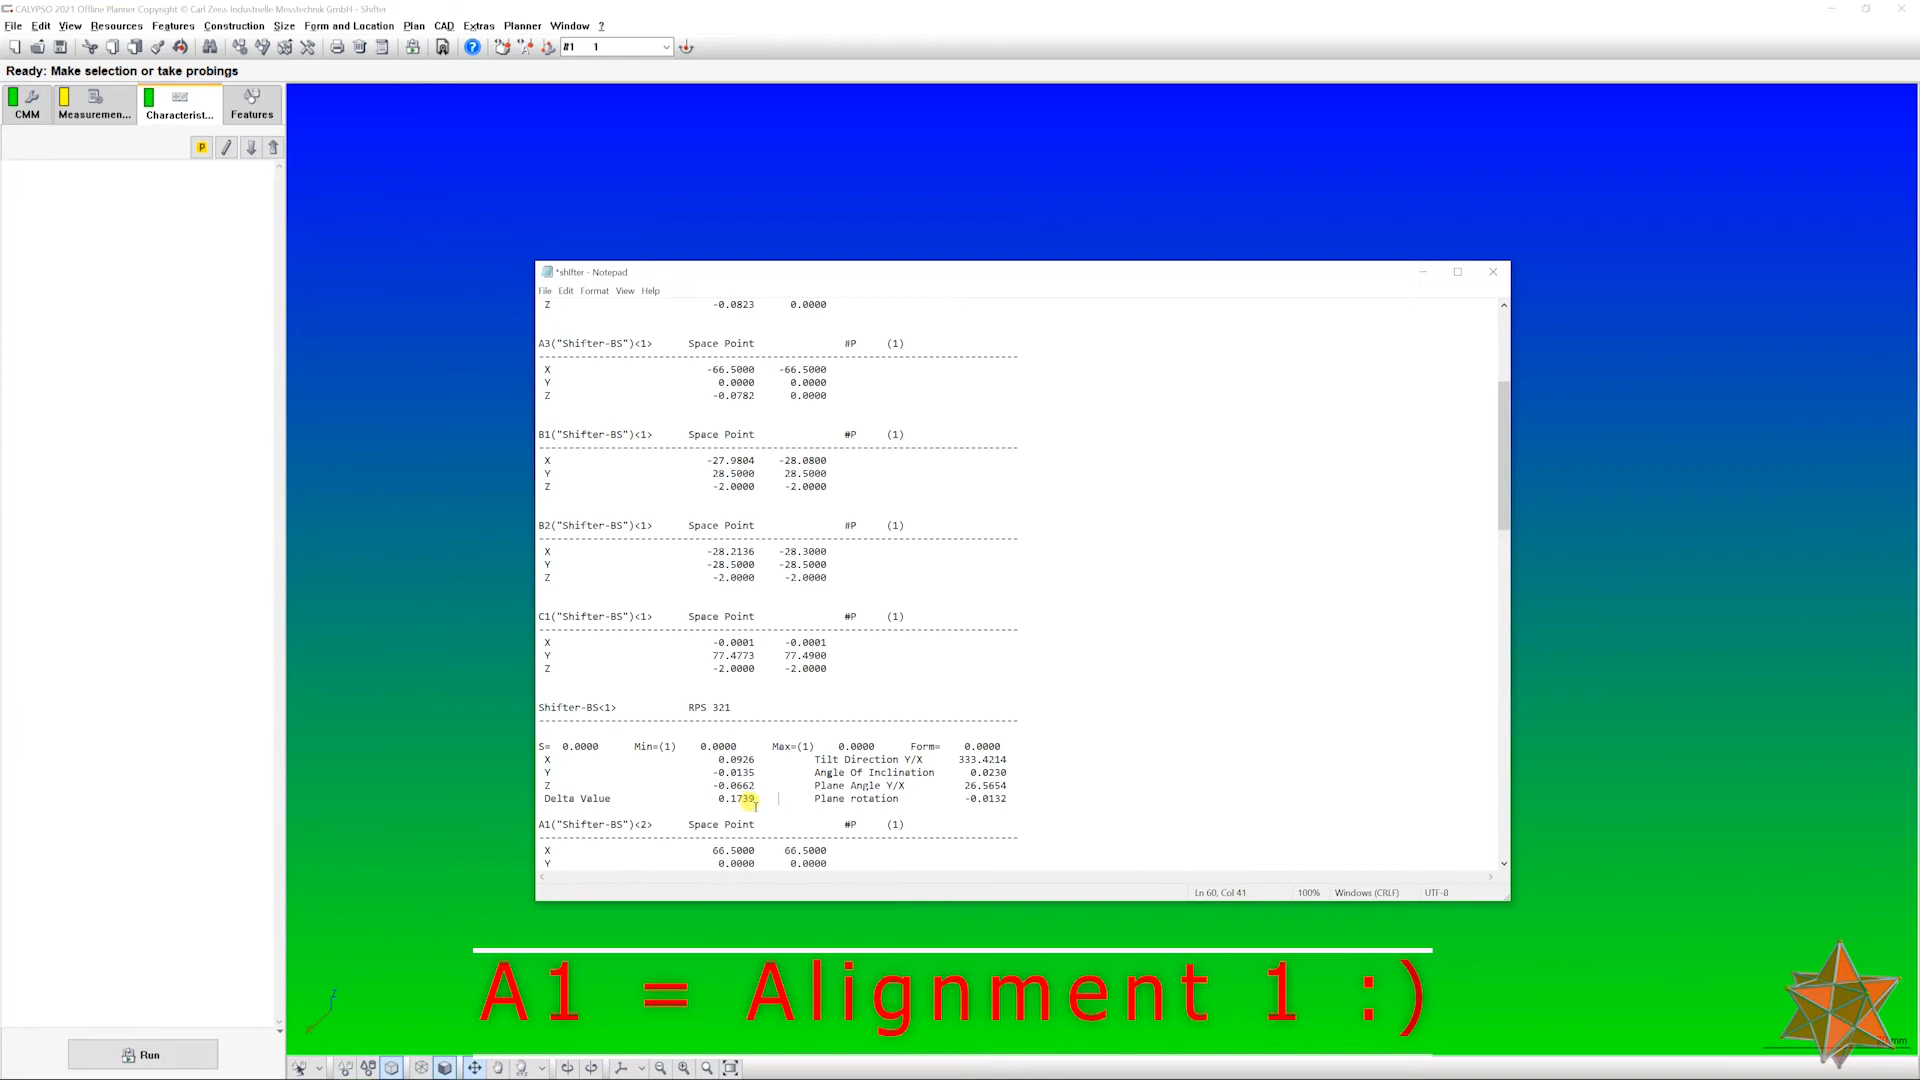 CALYPSO 2021 Offline Planner Copyright © Carl Zeiss Industrielle Messtechnik GmbH - Shifter
File Edit View Resources Features Construction Size Form and Location Plan CAD Extras Planner Window ?
#1 1
Ready: Make selection or take probings
CMM Measuremen... Characterist... Features
P
*shifter - Notepad
File Edit Format View Help
Z -0.0823 0.0000
A3("Shifter-BS")<1> Space Point #P (1)
--------------------------------------------------------------------
X -66.5000 -66.5000
Y 0.0000 0.0000
Z -0.0782 0.0000
B1("Shifter-BS")<1> Space Point #P (1)
--------------------------------------------------------------------
X -27.9804 -28.0800
Y 28.5000 28.5000
Z -2.0000 -2.0000
B2("Shifter-BS")<1> Space Point #P (1)
--------------------------------------------------------------------
X -28.2136 -28.3000
Y -28.5000 -28.5000
Z -2.0000 -2.0000
C1("Shifter-BS")<1> Space Point #P (1)
--------------------------------------------------------------------
X -0.0001 -0.0001
Y 77.4773 77.4900
Z -2.0000 -2.0000
Shifter-BS<1> RPS 321
--------------------------------------------------------------------
S= 0.0000 Min=(1) 0.0000 Max=(1) 0.0000 Form= 0.0000
X 0.0926 Tilt Direction Y/X 333.4214
Y -0.0135 Angle Of Inclination 0.0230
Z -0.0662 Plane Angle Y/X 26.5654
Delta Value 0.1739 Plane rotation -0.0132
A1("Shifter-BS")<2> Space Point #P (1)
--------------------------------------------------------------------
X 66.5000 66.5000
Y 0.0000 0.0000
Ln 60, Col 41 100% Windows (CRLF) UTF-8
A1 = Alignment 1 :)
Z
mm
Run